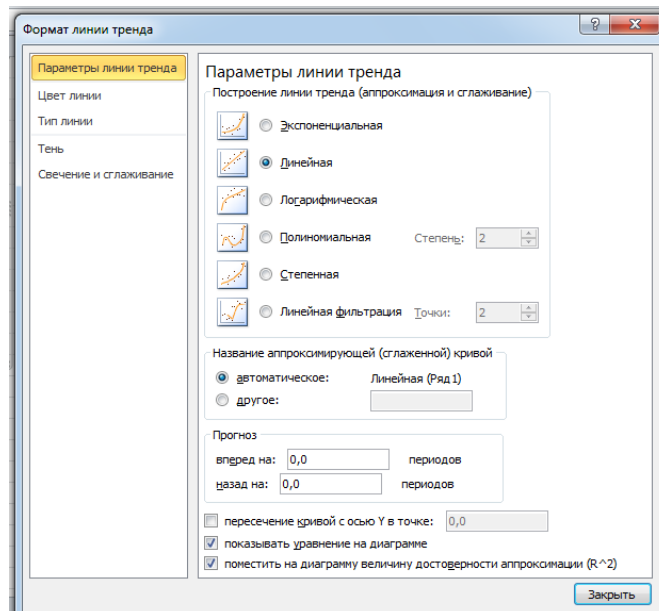 Формат линии тренда
Параметры линии тренда
Цвет линии
Тип линии
Тень
Свечение и сглаживание
Параметры линии тренда
Построение линии тренда (аппроксимация и сглаживание)
Экспоненциальная
Линейная
Логарифмическая
Полиномиальная Степень: 2
Степенная
Линейная фильтрация Точки: 2
Название аппроксимирующей (сглаженной) кривой
автоматическое: Линейная (Ряд1)
другое:
Прогноз
вперед на: 0,0 периодов
назад на: 0,0 периодов
пересечение кривой с осью Y в точке: 0,0
показывать уравнение на диаграмме
поместить на диаграмму величину достоверности аппроксимации (R^2)
Закрыть